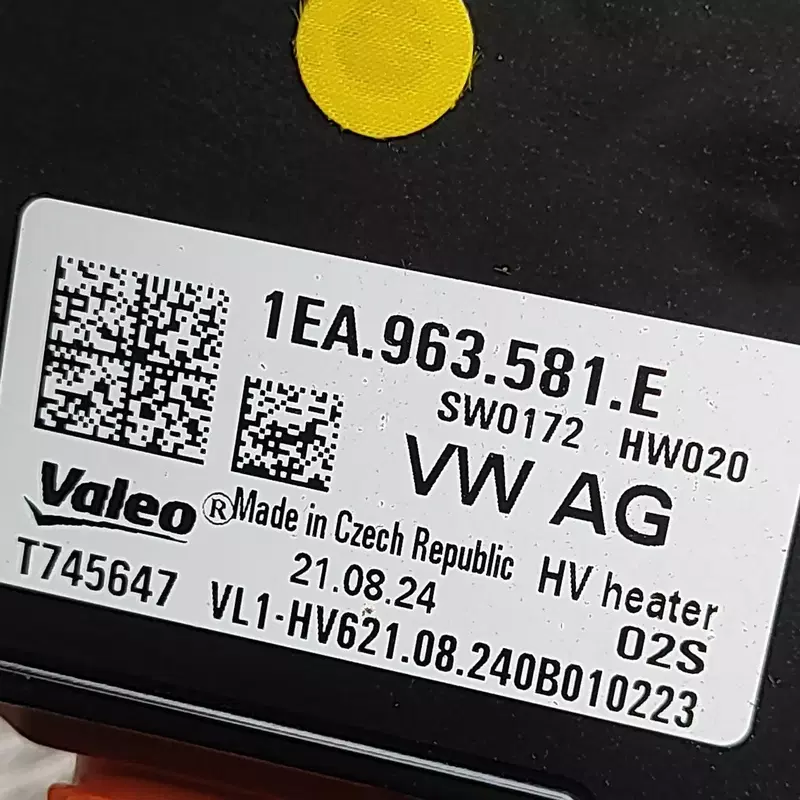 1EA.963.581.E
SW0172 HW020
VW AG
Valeo ® Made in Czech Republic HV heater
T745647 21.08.24 02S
VL1-HV621.08.240B010223